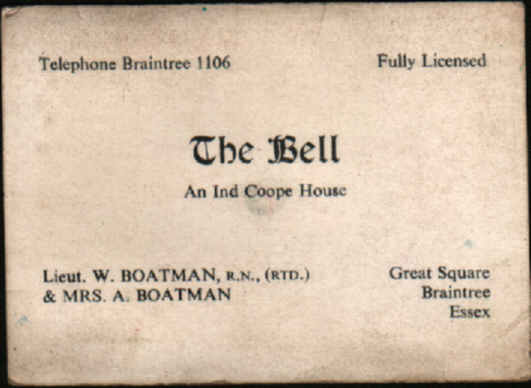 Telephone Braintree 1106
Fully Licensed
The Bell
An Ind Coope House
Lieut. W. BOATMAN, R.N., (RTD.)
& MRS. A. BOATMAN
Great Square
Braintree
Essex